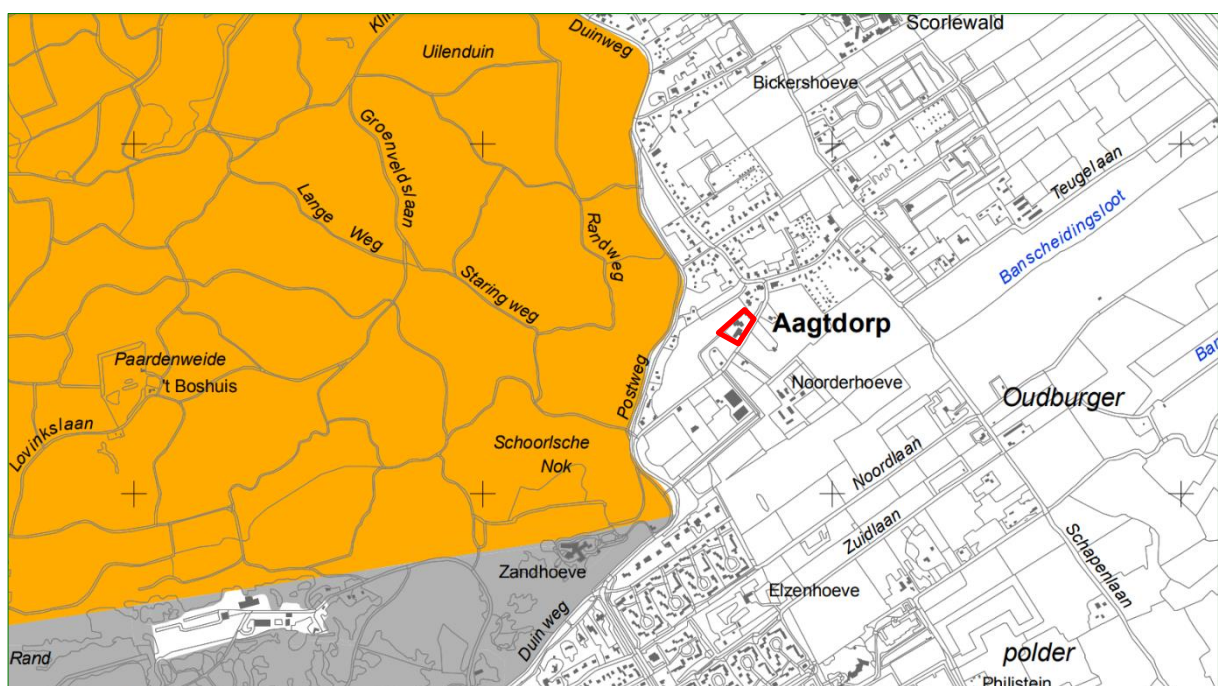 Scorlewald
Duinweg
Uilenduin
Bickershoeve
Groenveldslaan
Teugelaan
Lange Weg
Randweg
Banscheidingsloot
Staring weg
Aagtdorp
Paardenweide
't Boshuis
Postweg
Noorderhoeve
Oudburger
Lovinkslaan
Schoorlsche
Nok
Noordlaan
Zuidlaan
Schapenlaan
Zandhoeve
Elzenhoeve
Duin weg
Rand
polder
Philistein